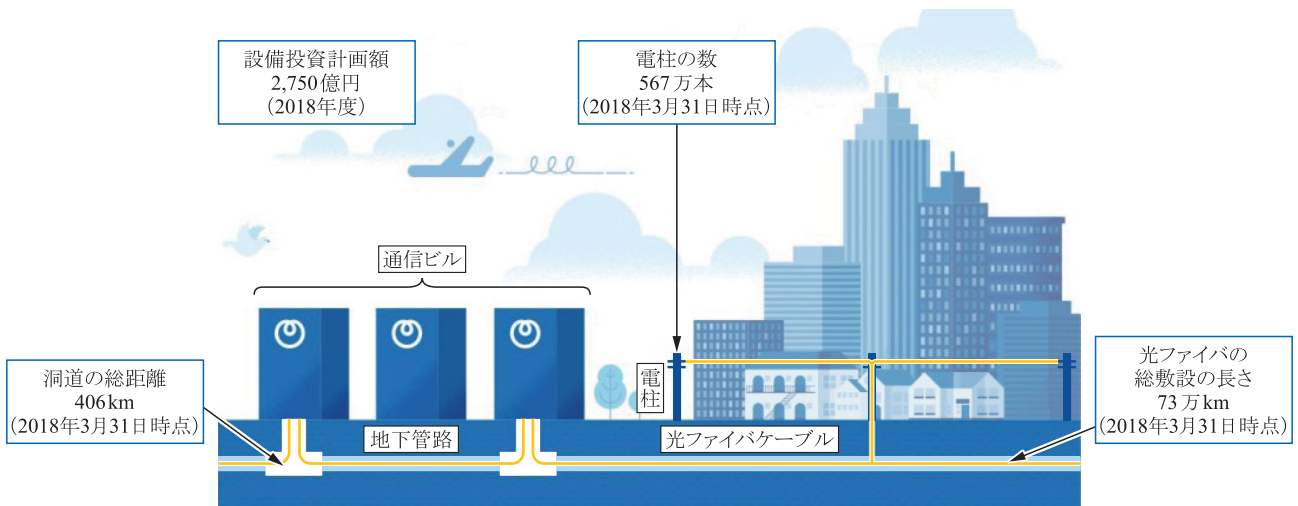 設備投資計画額
2,750億円
(2018年度)
電柱の数
567万本
(2018年3月31日時点)
通信ビル
洞道の総距離
406km
(2018年3月31日時点)
電柱
光ファイバの
総敷設の長さ
73万km
(2018年3月31日時点)
地下管路
光ファイバケーブル